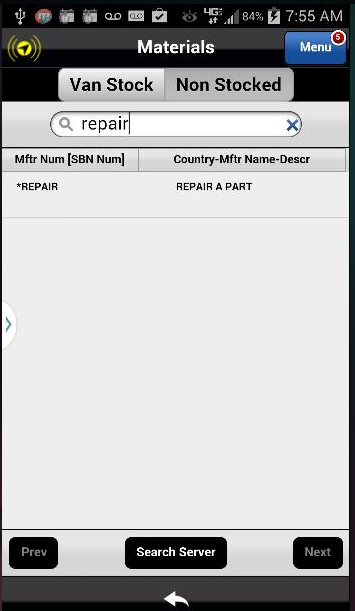 4G 84% 7:55 AM
Materials
Menu 5
Van Stock Non Stocked
repair
Mftr Num [SBN Num] Country-Mftr Name-Descr
*REPAIR REPAIR A PART
Prev Search Server Next